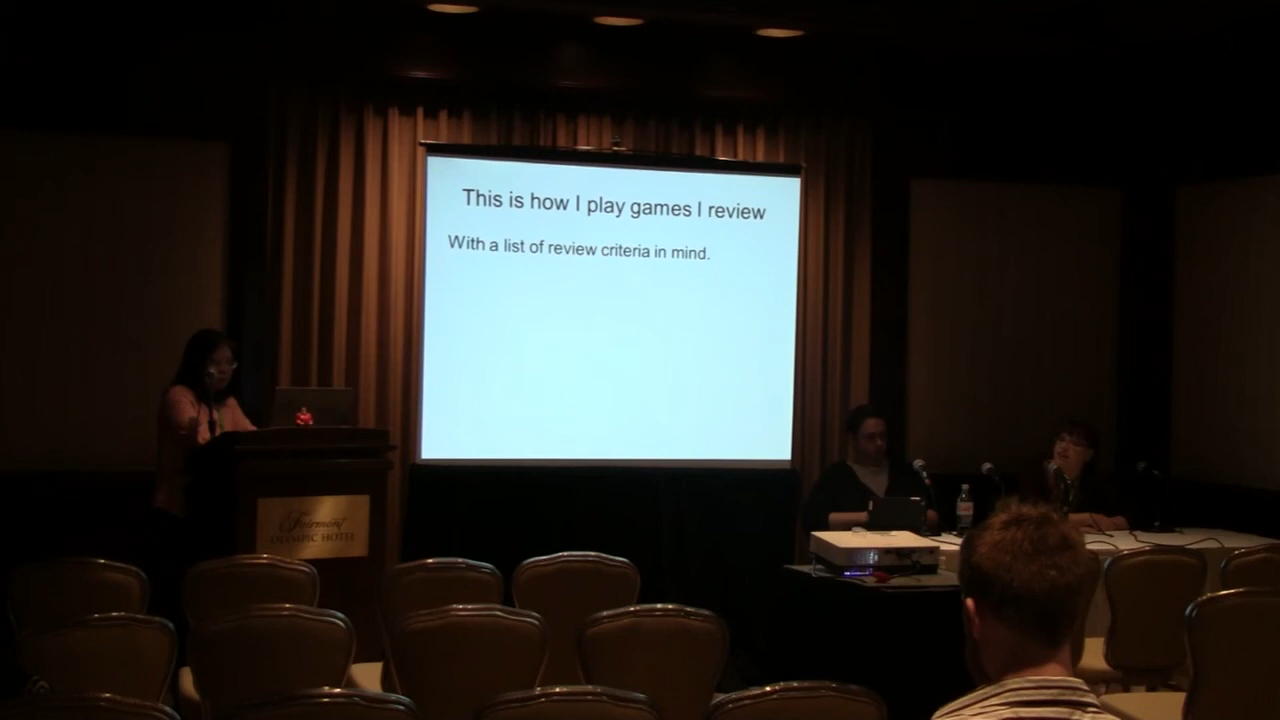 This is how I play games I review
With a list of review criteria in mind.
Fairmont
OLYMPIC HOTEL